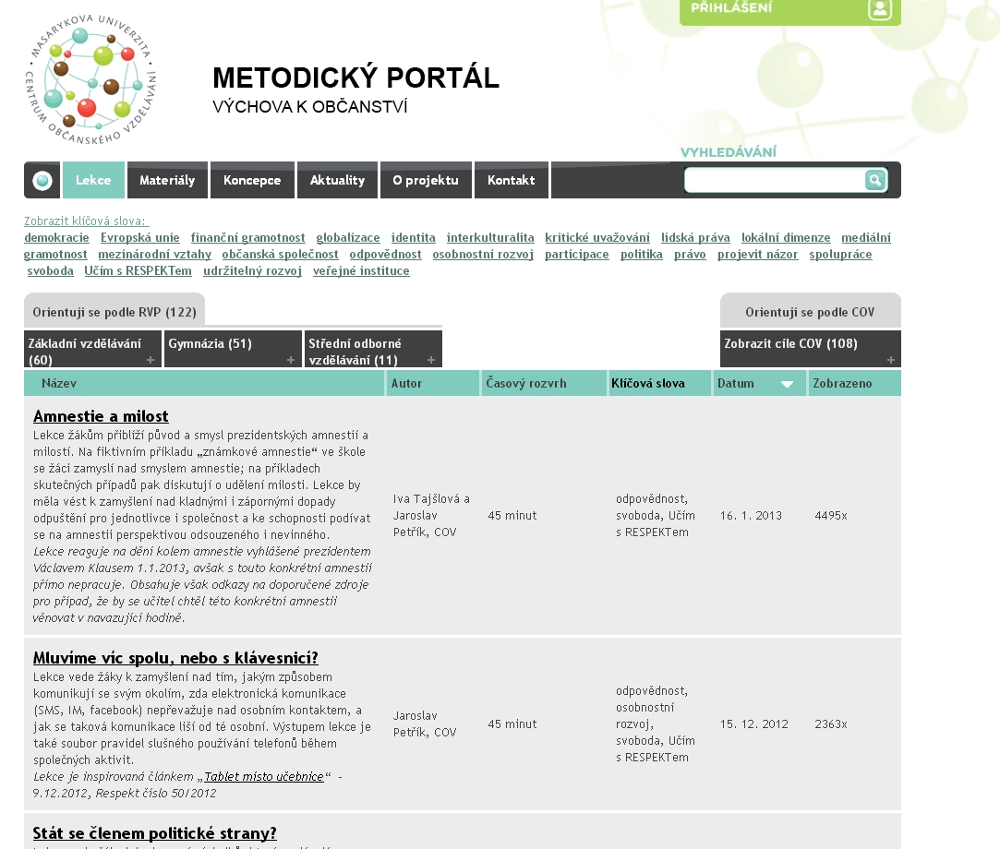 PŘIHLÁŠENÍ
MASARYKOVA UNIVERZITA • CENTRUM OBČANSKÉHO VZDĚLÁVÁNÍ •
METODICKÝ PORTÁL
VÝCHOVA K OBČANSTVÍ
VYHLEDÁVÁNÍ
Lekce Materiály Koncepce Aktuality O projektu Kontakt
Zobrazit klíčová slova:
demokracie Evropská unie finanční gramotnost globalizace identita interkulturalita kritické uvažování lidská práva lokální dimenze mediální
gramotnost mezinárodní vztahy občanská společnost odpovědnost osobnostní rozvoj participace politika právo projevit názor spolupráce
svoboda Učím s RESPEKTem udržitelný rozvoj veřejné instituce
Orientuji se podle RVP (122) Orientuji se podle COV
Základní vzdělávání Gymnázia (51) Střední odborné Zobrazit cíle COV (108)
(60) + + vzdělávání (11) + +
Název Autor Časový rozvrh Klíčová slova Datum Zobrazeno
Amnestie a milost
Lekce žákům přiblíží původ a smysl prezidentských amnestií a
milostí. Na fiktivním příkladu „známkové amnestie“ ve škole
se žáci zamyslí nad smyslem amnestie; na příkladech
skutečných případů pak diskutují o udělení milosti. Lekce by
měla vést k zamyšlení nad kladnými i zápornými dopady
odpuštění pro jednotlivce i společnost a ke schopnosti podívat
se na amnestii perspektivou odsouzeného i nevinného.
Lekce reaguje na dění kolem amnestie vyhlášené prezidentem
Václavem Klausem 1.1.2013, avšak s touto konkrétní amnestií
přímo nepracuje. Obsahuje však odkazy na doporučené zdroje
pro případ, že by se učitel chtěl této konkrétní amnestii
věnovat v navazující hodině.
Iva Tajšlová a
Jaroslav
Petřík, COV
45 minut
odpovědnost,
svoboda, Učím
s RESPEKTem
16. 1. 2013
4495x
Mluvíme víc spolu, nebo s klávesnicí?
Lekce vede žáky k zamyšlení nad tím, jakým způsobem
komunikují se svým okolím, zda elektronická komunikace
(SMS, IM, facebook) nepřevažuje nad osobním kontaktem, a
jak se taková komunikace liší od té osobní. Výstupem lekce je
také soubor pravidel slušného používání telefonů během
společných aktivit.
Lekce je inspirovaná článkem „Tablet místo učebnice“ -
9.12.2012, Respekt číslo 50/2012
Jaroslav
Petřík, COV
45 minut
odpovědnost,
osobnostní
rozvoj,
svoboda, Učím
s RESPEKTem
15. 12. 2012
2363x
Stát se členem politické strany?